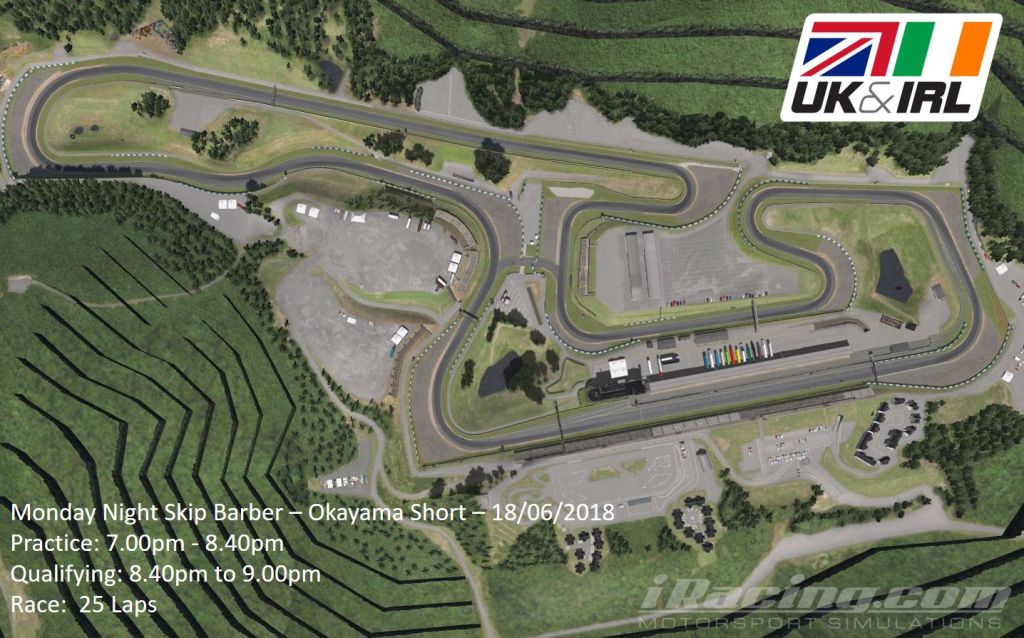 UK&IRL
Monday Night Skip Barber – Okayama Short – 18/06/2018
Practice: 7.00pm - 8.40pm
Qualifying: 8.40pm to 9.00pm
Race:  25 Laps
iRacing.com
MOTORSPORT SIMULATIONS